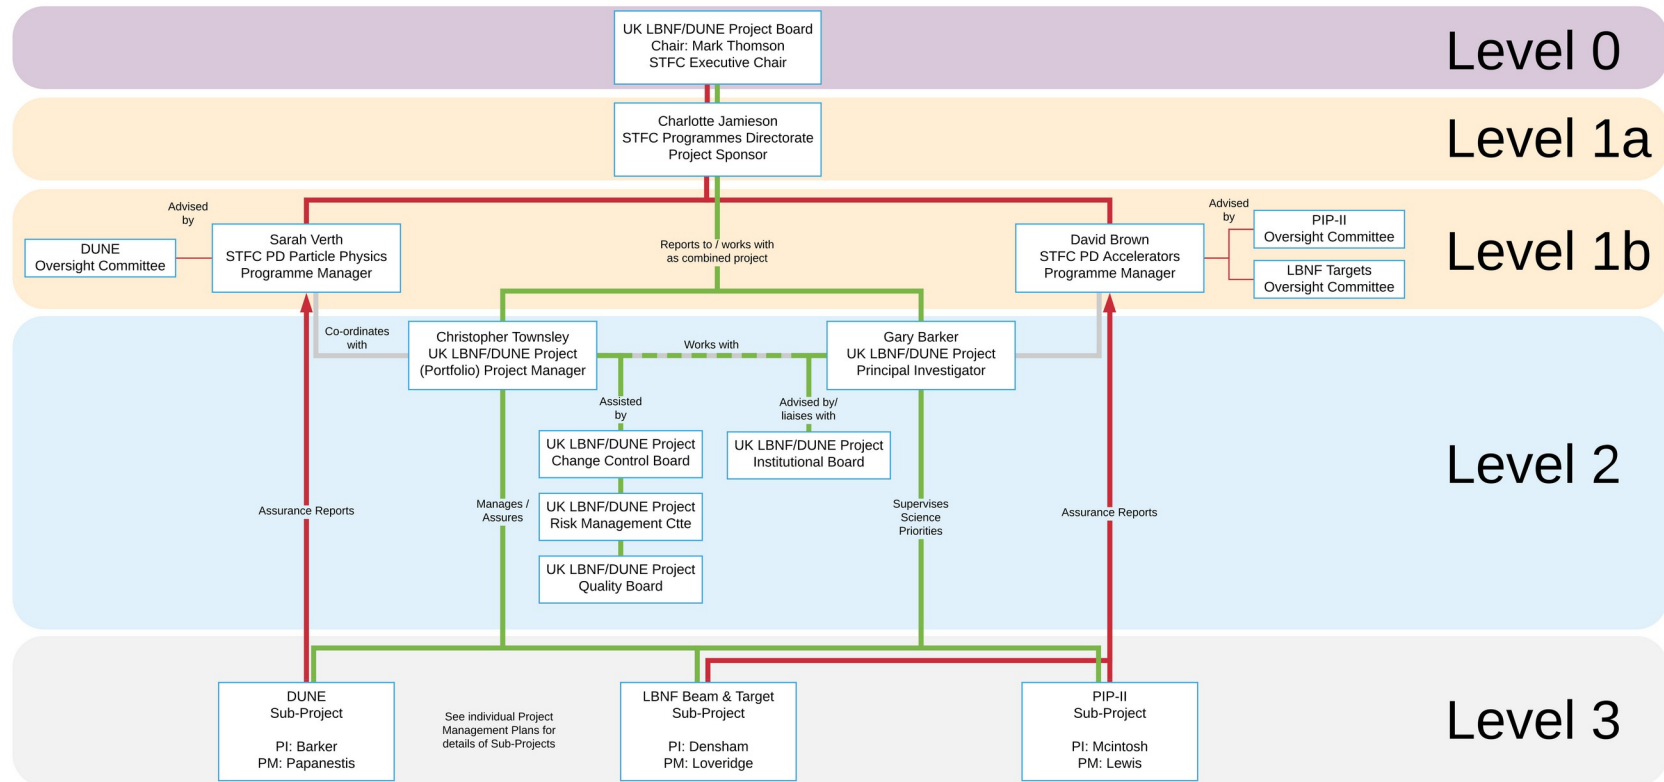 UK LBNF/DUNE Project Board
Chair: Mark Thomson
STFC Executive Chair
Level 0
Charlotte Jamieson
STFC Programmes Directorate
Project Sponsor
Level 1a
Advised
by
DUNE
Oversight Committee
Sarah Verth
STFC PD Particle Physics
Programme Manager
Reports to / works with
as combined project
David Brown
STFC PD Accelerators
Programme Manager
Advised
by
PIP-II
Oversight Committee
LBNF Targets
Oversight Committee
Level 1b
Co-ordinates
with
Christopher Townsley
UK LBNF/DUNE Project
(Portfolio) Project Manager
Works with
Gary Barker
UK LBNF/DUNE Project
Principal Investigator
Assisted
by
Advised by/
liaises with
UK LBNF/DUNE Project
Change Control Board
UK LBNF/DUNE Project
Institutional Board
UK LBNF/DUNE Project
Risk Management Ctte
UK LBNF/DUNE Project
Quality Board
Assurance Reports
Manages /
Assures
Supervises
Science
Priorities
Assurance Reports
Level 2
DUNE
Sub-Project
PI: Barker
PM: Papanestis
See individual Project
Management Plans for
details of Sub-Projects
LBNF Beam & Target
Sub-Project
PI: Densham
PM: Loveridge
PIP-II
Sub-Project
PI: Mcintosh
PM: Lewis
Level 3